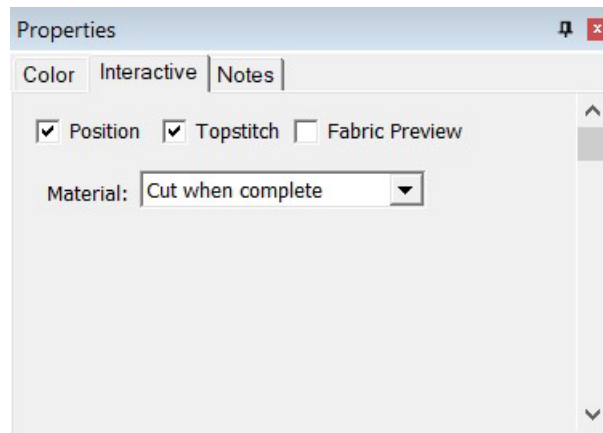 Properties
Color Interactive Notes
Position Topstitch Fabric Preview
Material: Cut when complete